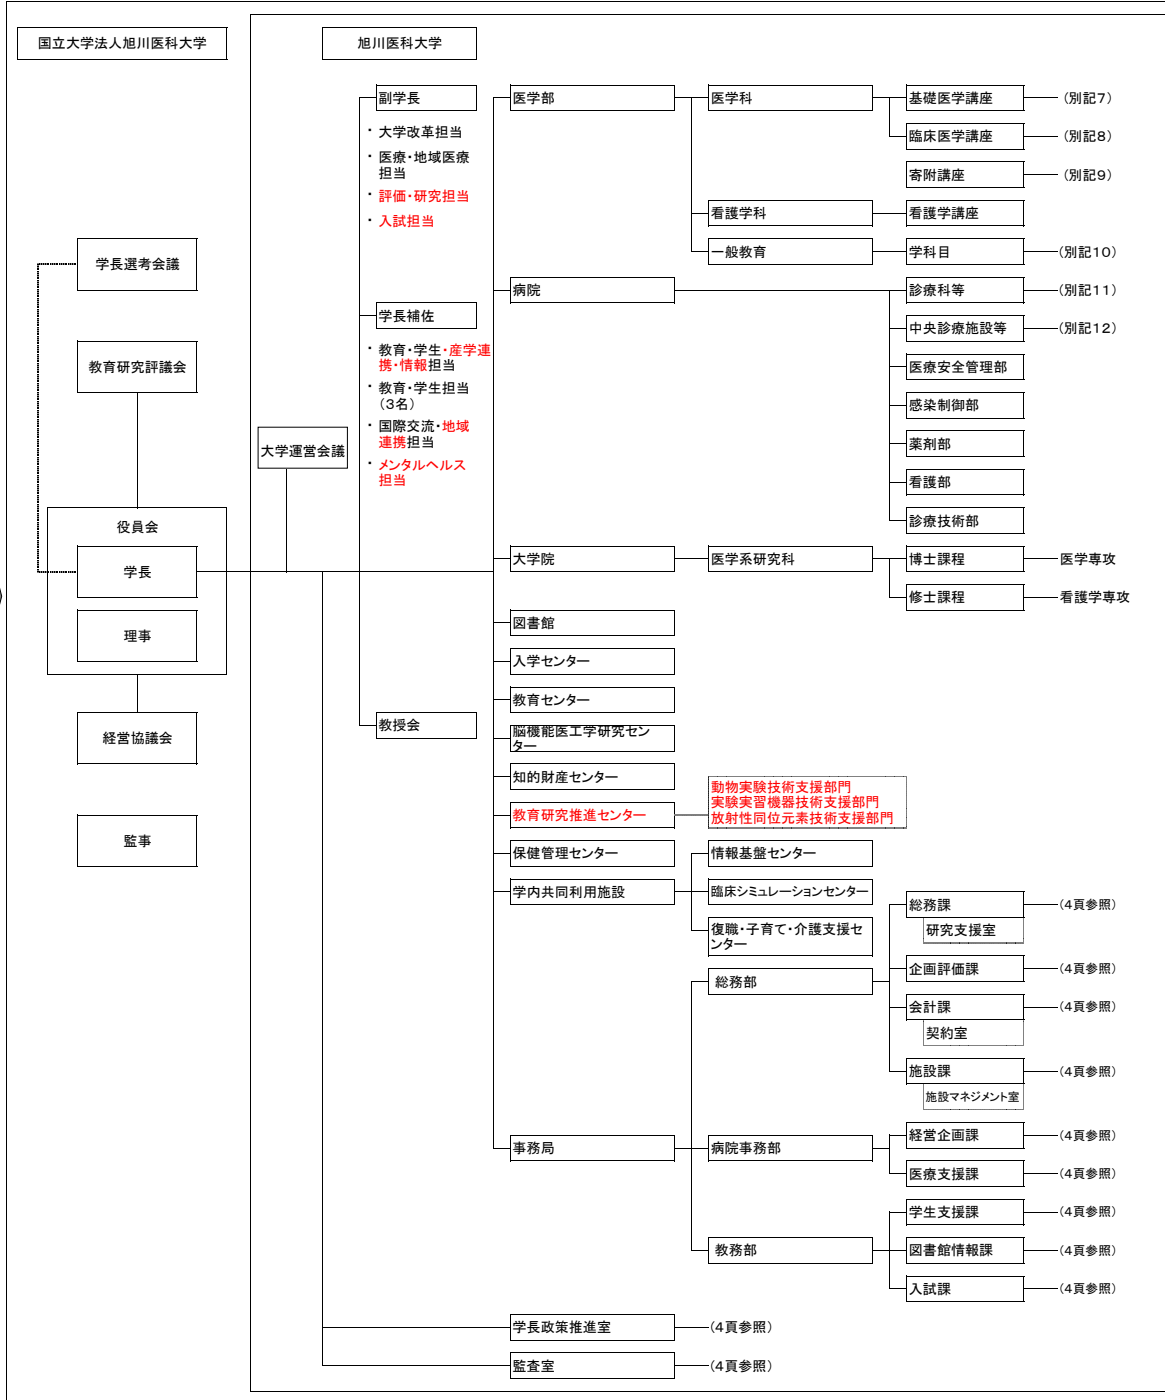 国立大学法人旭川医科大学
旭川医科大学
副学長
・ 大学改革担当
・ 医療・地域医療
担当
・ 評価・研究担当
・ 入試担当
学長選考会議
教育研究評議会
学長補佐
・ 教育・学生・産学連
携・情報担当
・ 教育・学生担当
(3名)
・ 国際交流・地域
連携担当
・ メンタルヘルス
担当
大学運営会議
役員会
学長
理事
経営協議会
監事
教授会
医学部
医学科
基礎医学講座
(別記7)
臨床医学講座
(別記8)
寄附講座
(別記9)
看護学科
看護学講座
一般教育
学科目
(別記10)
病院
診療科等
(別記11)
中央診療施設等
(別記12)
医療安全管理部
感染制御部
薬剤部
看護部
診療技術部
大学院
医学系研究科
博士課程
医学専攻
修士課程
看護学専攻
図書館
入学センター
教育センター
脳機能医工学研究セン
ター
知的財産センター
教育研究推進センター
動物実験技術支援部門
実験実習機器技術支援部門
放射性同位元素技術支援部門
保健管理センター
学内共同利用施設
情報基盤センター
臨床シミュレーションセンター
復職・子育て・介護支援セ
ンター
事務局
総務部
総務課
(4頁参照)
研究支援室
企画評価課
(4頁参照)
会計課
(4頁参照)
契約室
施設課
(4頁参照)
施設マネジメント室
病院事務部
経営企画課
(4頁参照)
医療支援課
(4頁参照)
教務部
学生支援課
(4頁参照)
図書館情報課
(4頁参照)
入試課
(4頁参照)
学長政策推進室
(4頁参照)
監査室
(4頁参照)
)